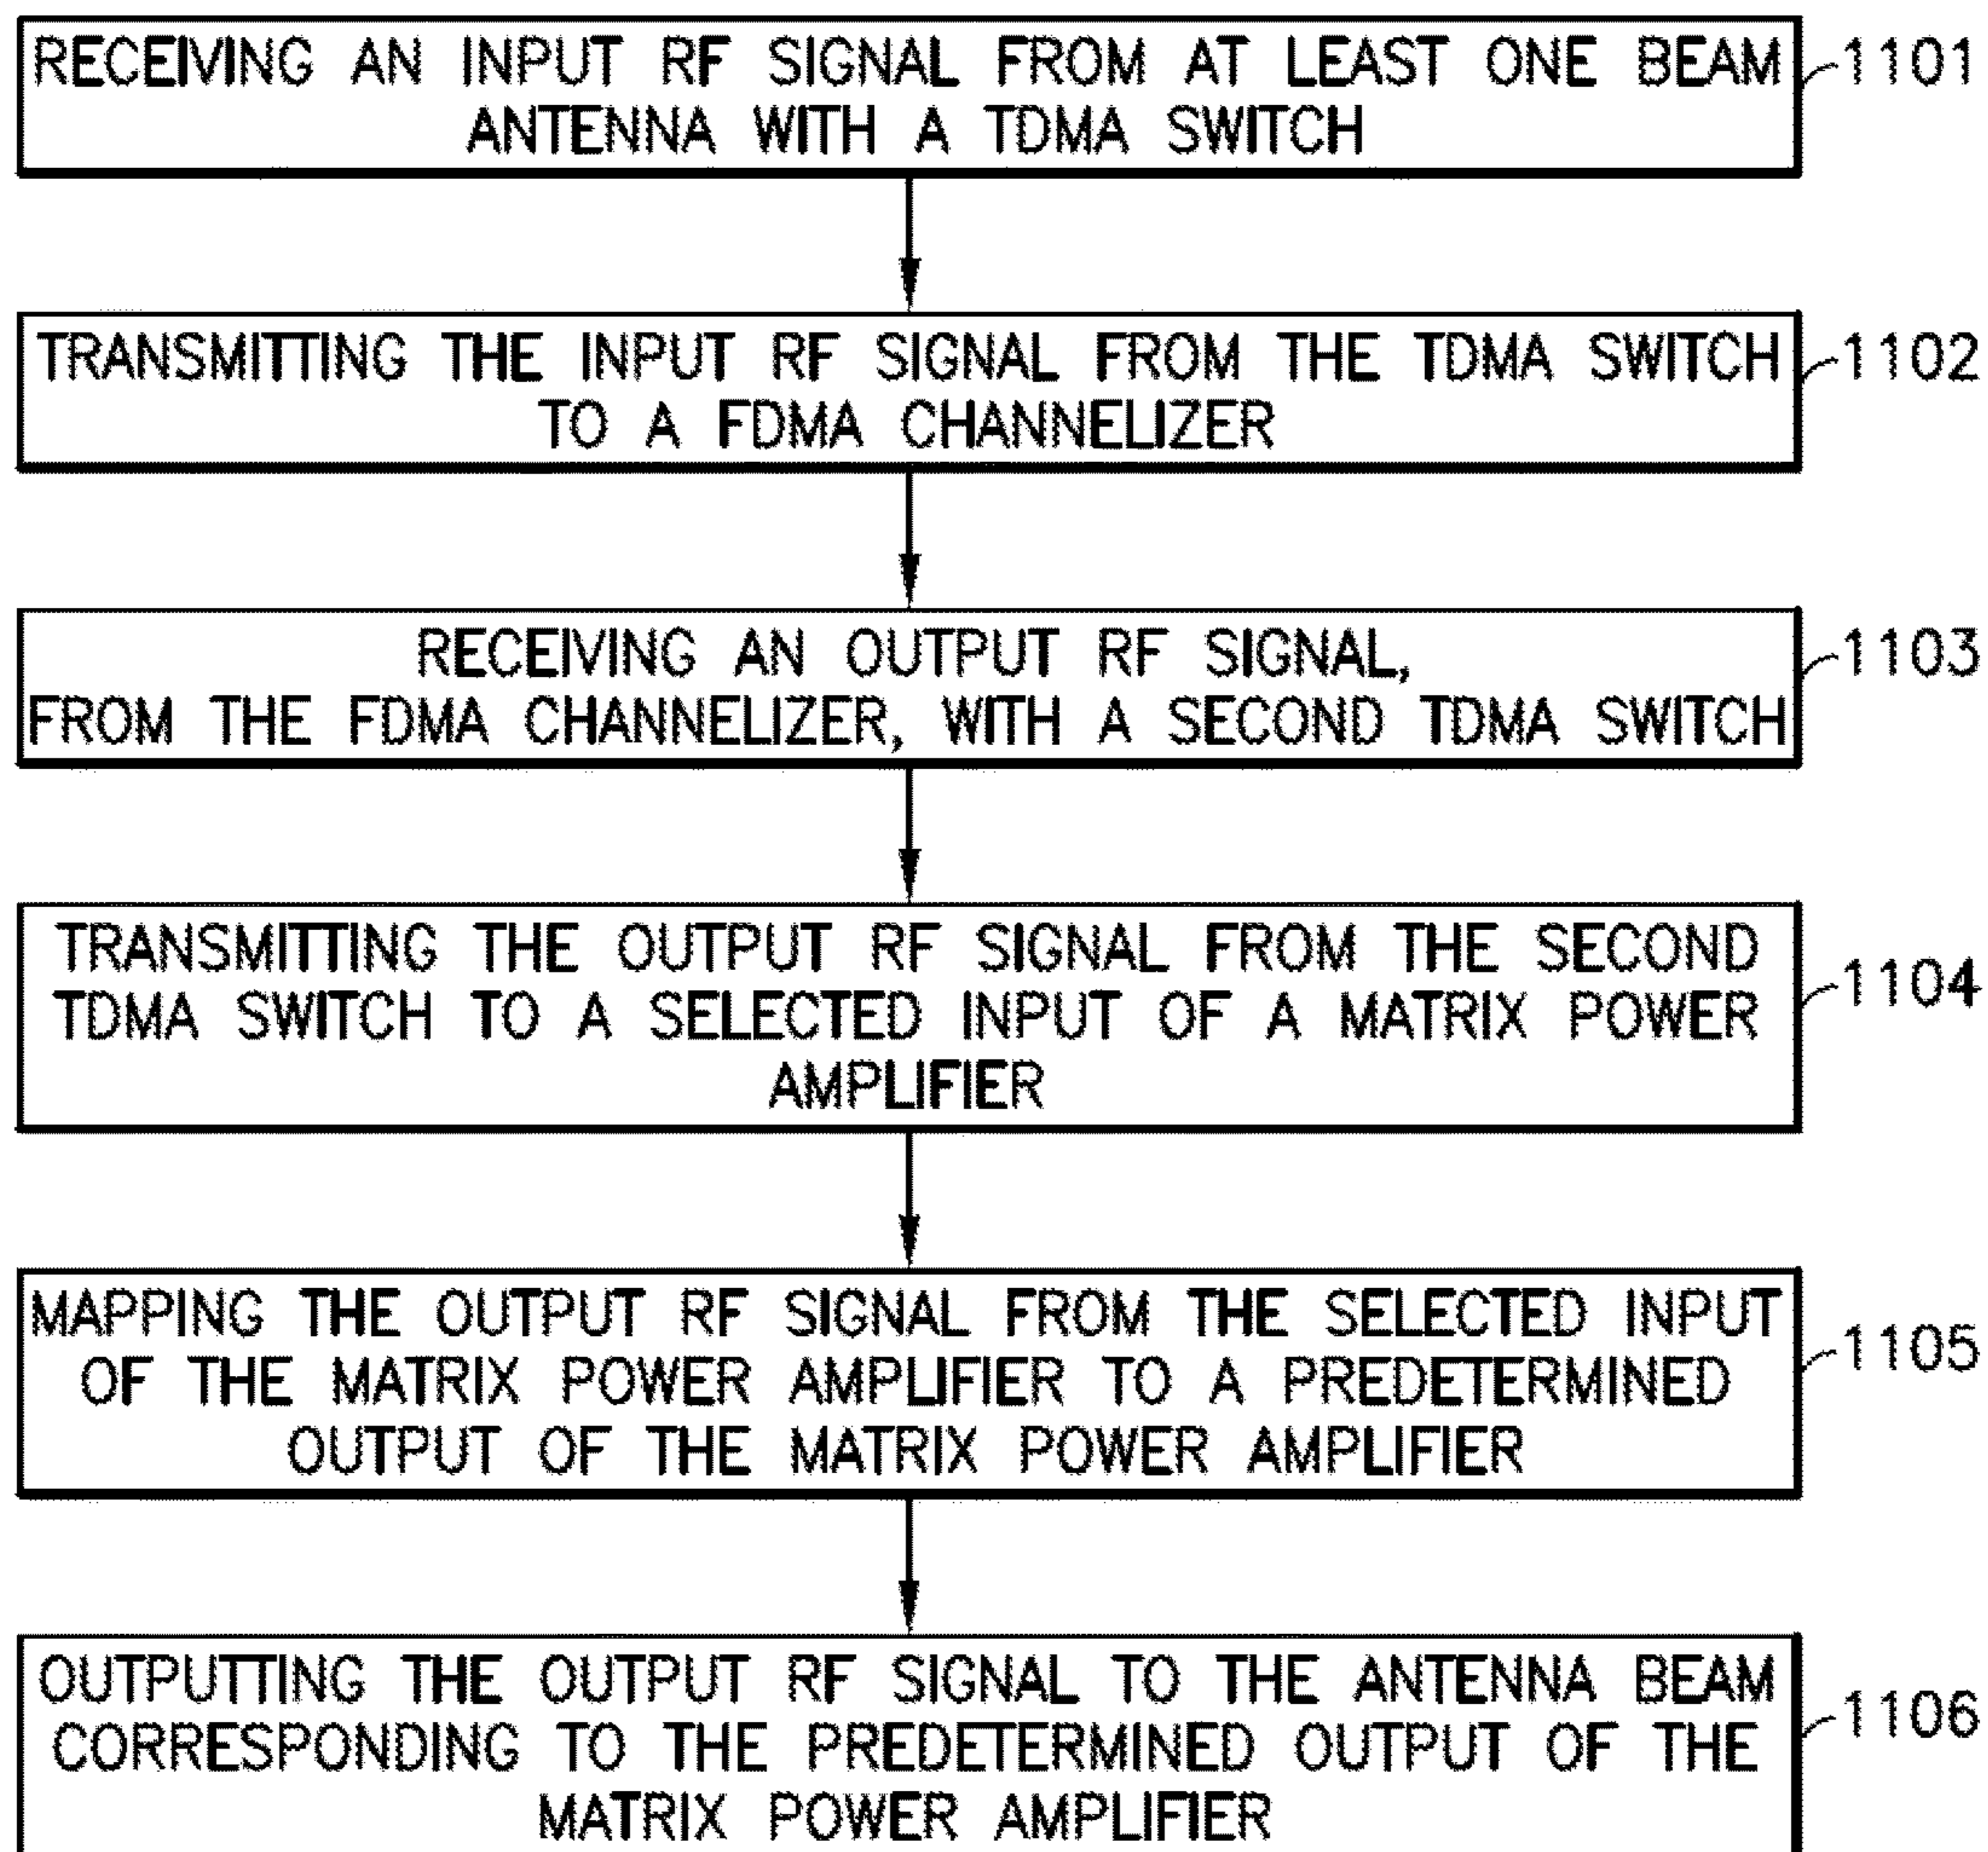 RECEIVING AN INPUT RF SIGNAL FROM AT LEAST ONE BEAM
ANTENNA WITH A TDMA SWITCH
1101
TRANSMITTING THE INPUT RF SIGNAL FROM THE TDMA SWITCH
TO A FDMA CHANNELIZER
1102
RECEIVING AN OUTPUT RF SIGNAL,
FROM THE FDMA CHANNELIZER, WITH A SECOND TDMA SWITCH
1103
TRANSMITTING THE OUTPUT RF SIGNAL FROM THE SECOND
TDMA SWITCH TO A SELECTED INPUT OF A MATRIX POWER
AMPLIFIER
1104
MAPPING THE OUTPUT RF SIGNAL FROM THE SELECTED INPUT
OF THE MATRIX POWER AMPLIFIER TO A PREDETERMINED
OUTPUT OF THE MATRIX POWER AMPLIFIER
1105
OUTPUTTING THE OUTPUT RF SIGNAL TO THE ANTENNA BEAM
CORRESPONDING TO THE PREDETERMINED OUTPUT OF THE
MATRIX POWER AMPLIFIER
1106